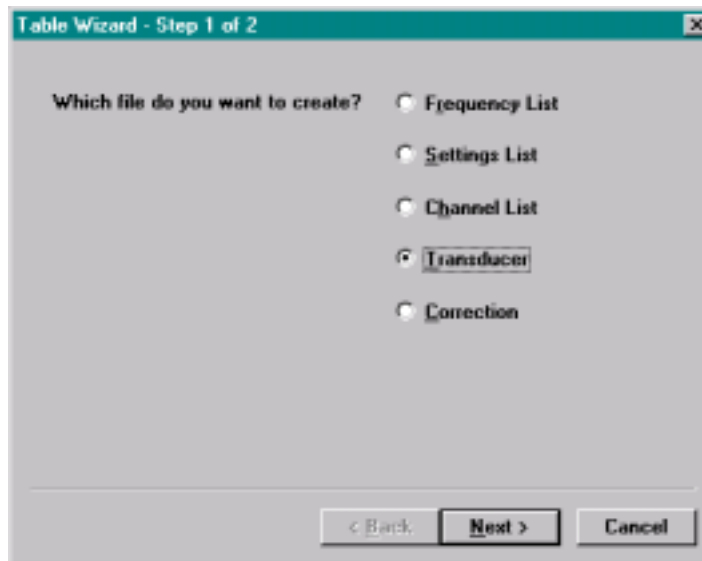 Table Wizard - Step 1 of 2
Which file do you want to create?
Frequency List
Settings List
Channel List
Transducer
Correction
< Back
Next >
Cancel